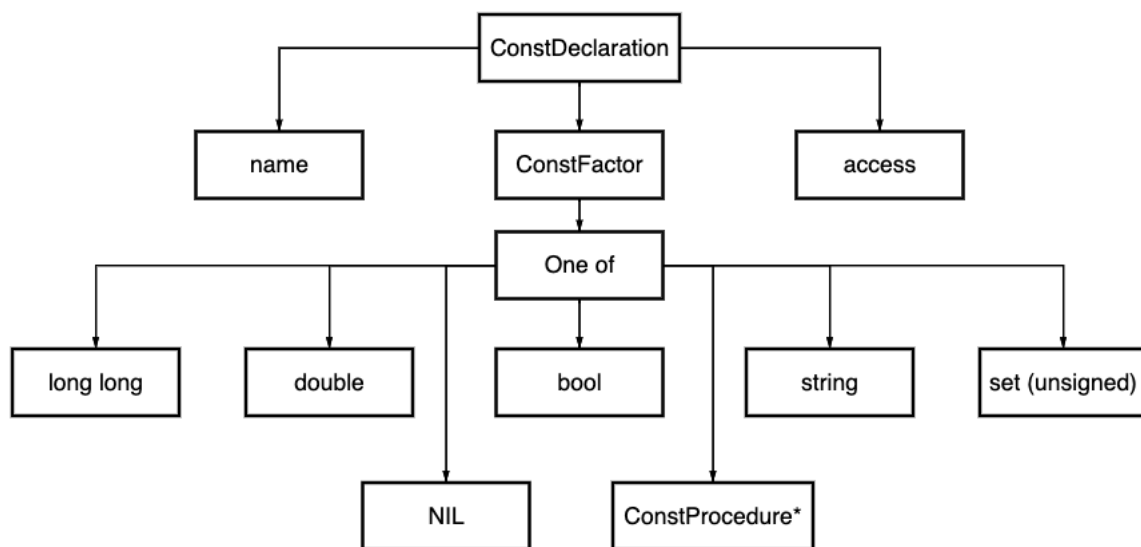 ConstDeclaration
name
ConstFactor
access
One of
long long
double
bool
string
set (unsigned)
NIL
ConstProcedure*